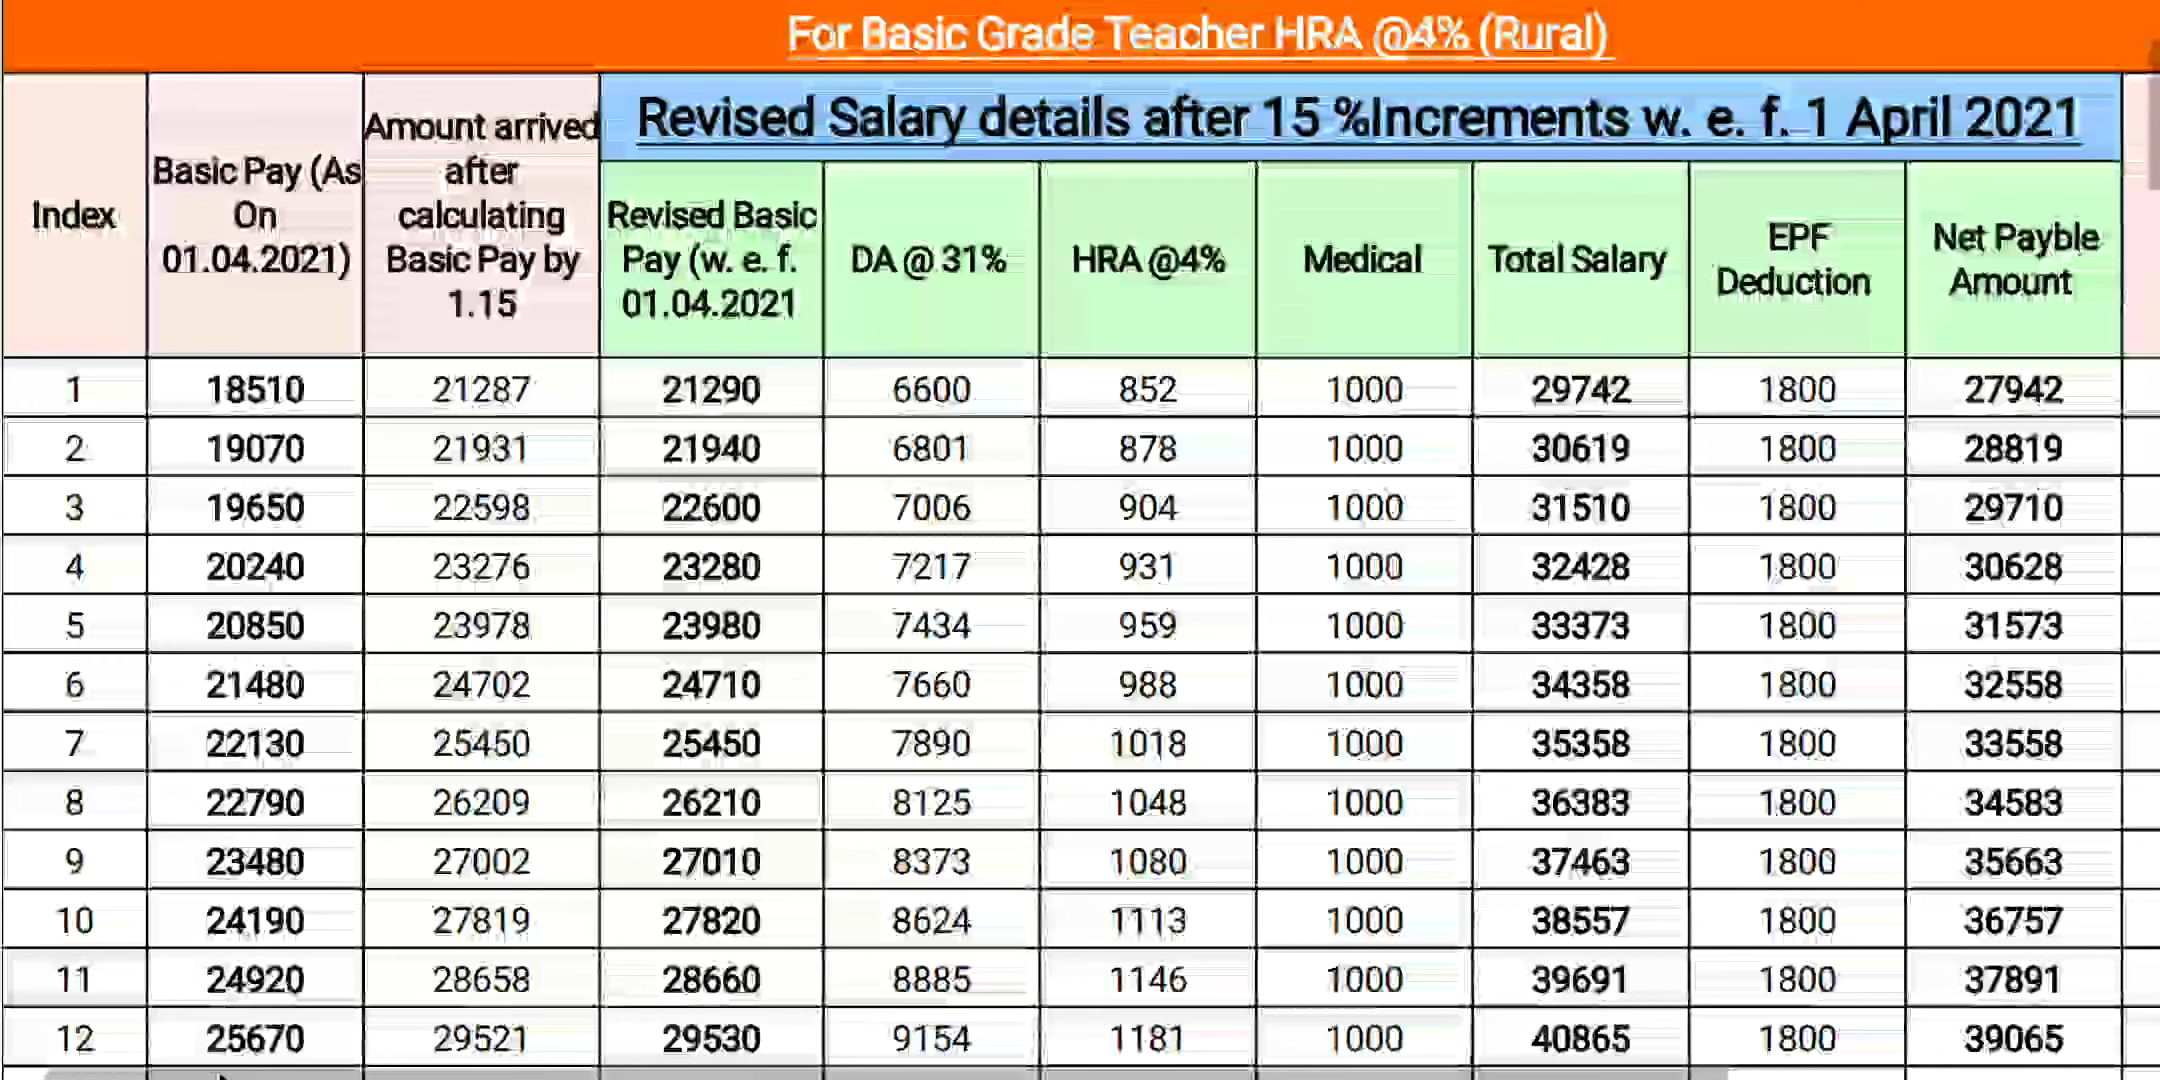 For Basic Grade Teacher HRA @4% (Rural)
Revised Salary details after 15 %Increments w. e. f. 1 April 2021
Index
Basic Pay (As
On
01.04.2021)
Amount arrived
after
calculating
Basic Pay by
1.15
Revised Basic
Pay (w. e. f.
01.04.2021
DA @ 31%
HRA @4%
Medical
Total Salary
EPF
Deduction
Net Payble
Amount
1 18510 21287 21290 6600 852 1000 29742 1800 27942
2 19070 21931 21940 6801 878 1000 30619 1800 28819
3 19650 22598 22600 7006 904 1000 31510 1800 29710
4 20240 23276 23280 7217 931 1000 32428 1800 30628
5 20850 23978 23980 7434 959 1000 33373 1800 31573
6 21480 24702 24710 7660 988 1000 34358 1800 32558
7 22130 25450 25450 7890 1018 1000 35358 1800 33558
8 22790 26209 26210 8125 1048 1000 36383 1800 34583
9 23480 27002 27010 8373 1080 1000 37463 1800 35663
10 24190 27819 27820 8624 1113 1000 38557 1800 36757
11 24920 28658 28660 8885 1146 1000 39691 1800 37891
12 25670 29521 29530 9154 1181 1000 40865 1800 39065